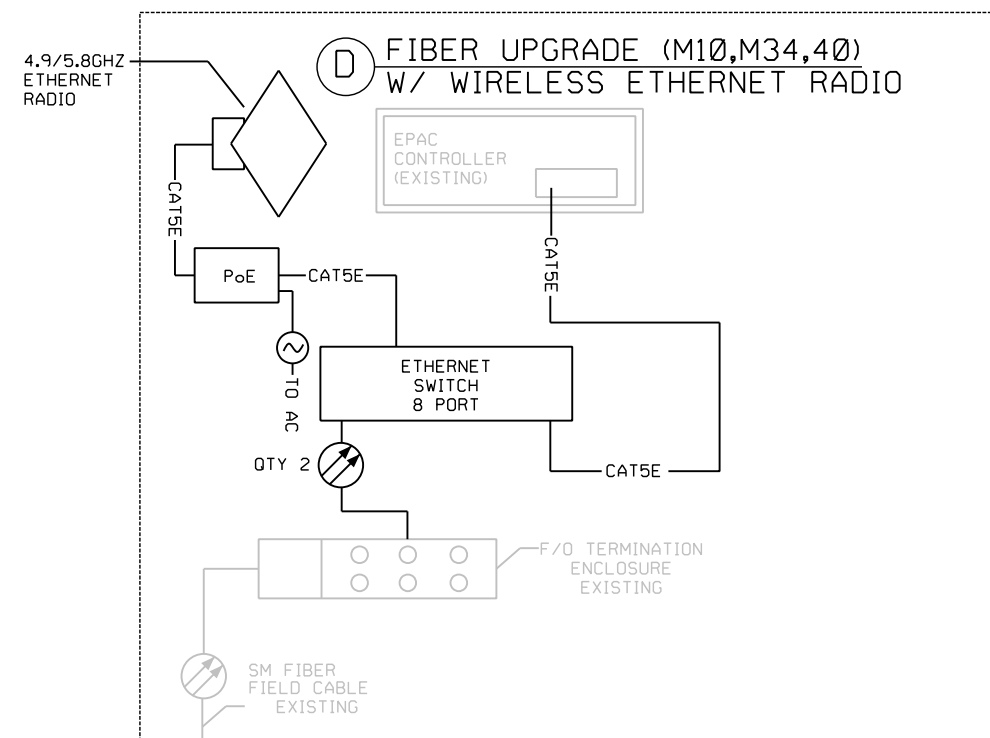 4.9/5.8GHZ
ETHERNET
RADIO
D
FIBER UPGRADE (M10,M34,40)
W/ WIRELESS ETHERNET RADIO
EPAC
CONTROLLER
(EXISTING)
CAT5E
CAT5E
PoE
CAT5E
TO AC
ETHERNET
SWITCH
8 PORT
QTY 2
CAT5E
F/O TERMINATION
ENCLOSURE
EXISTING
SM FIBER
FIELD CABLE
EXISTING